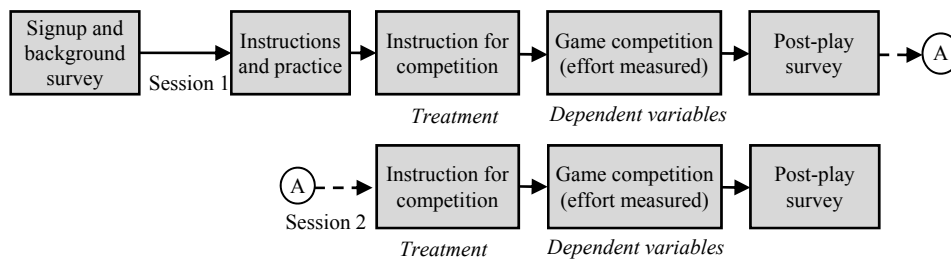 Signup and
background
survey
Session 1
Instructions
and practice
Instruction for
competition
Treatment
Game competition
(effort measured)
Dependent variables
Post-play
survey
A
A
Session 2
Instruction for
competition
Treatment
Game competition
(effort measured)
Dependent variables
Post-play
survey